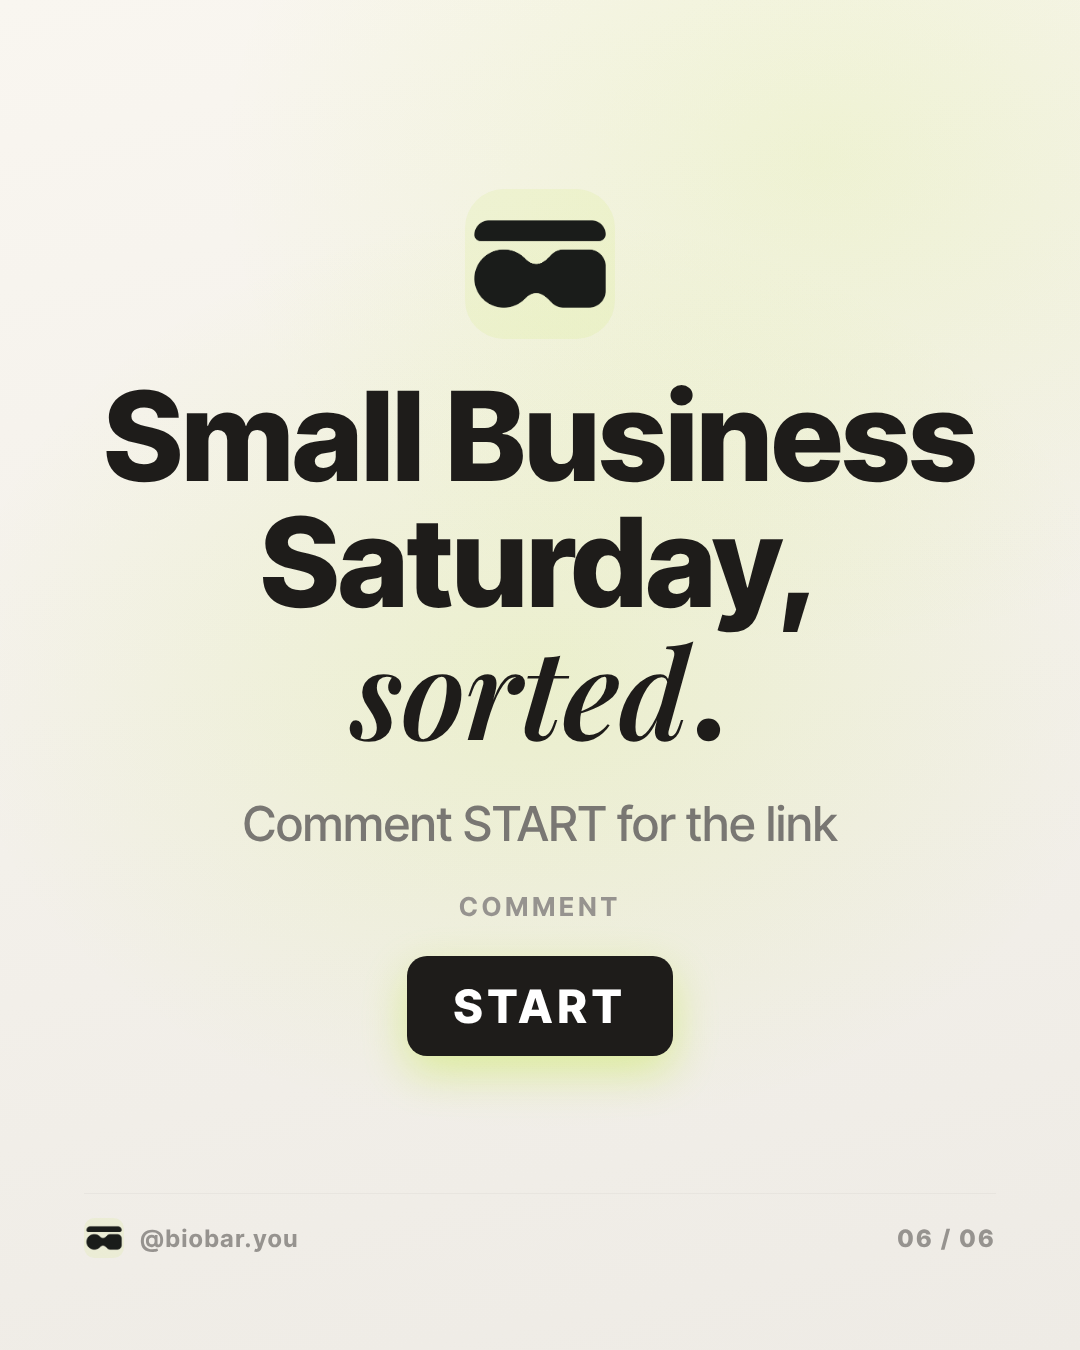 Small Business
Saturday,
sorted.
Comment START for the link
COMMENT
START
@biobar.you
06 / 06